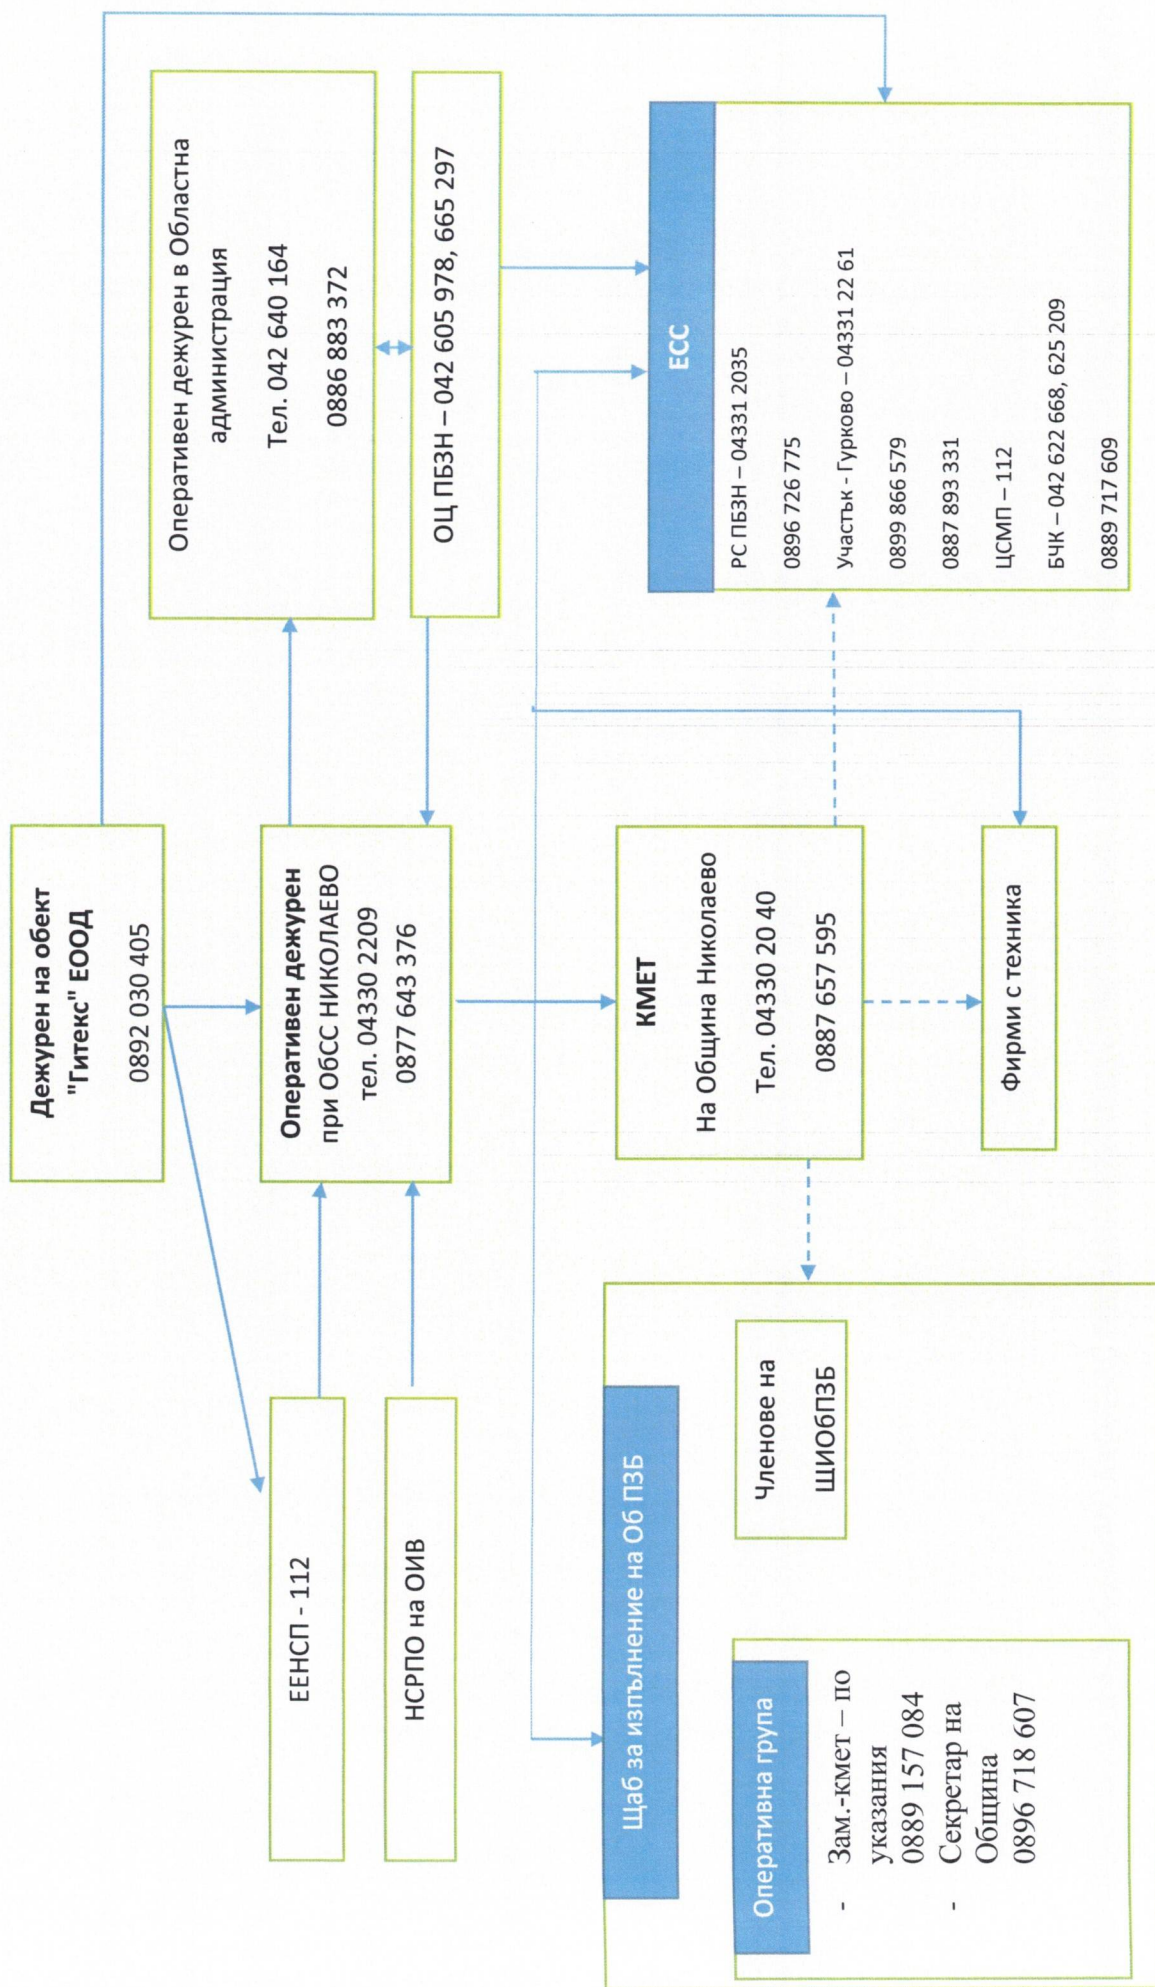 Дежурен на обект
"Гитекс" ЕООД
0892 030 405
Оперативен дежурен в Областна
администрация
Тел. 042 640 164
0886 883 372
ЕЕНСП - 112
Оперативен дежурен
при ОбСС НИКОЛАЕВО
тел. 04330 2209
0877 643 376
НСРПО на ОИВ
ОЦ ПБЗН – 042 605 978, 665 297
Щаб за изпълнение на Об ПЗБ
Оперативна група
- Зам.-кмет – по
указания
0889 157 084
- Секретар на
Община
0896 718 607
Членове на
ЩИОбПЗБ
КМЕТ
На Община Николаево
Тел. 04330 20 40
0887 657 595
Фирми с техника
ЕСС
РС ПБЗН – 04331 2035
0896 726 775
Участък - Гурково – 04331 22 61
0899 866 579
0887 893 331
ЦСМП – 112
БЧК – 042 622 668, 625 209
0889 717 609